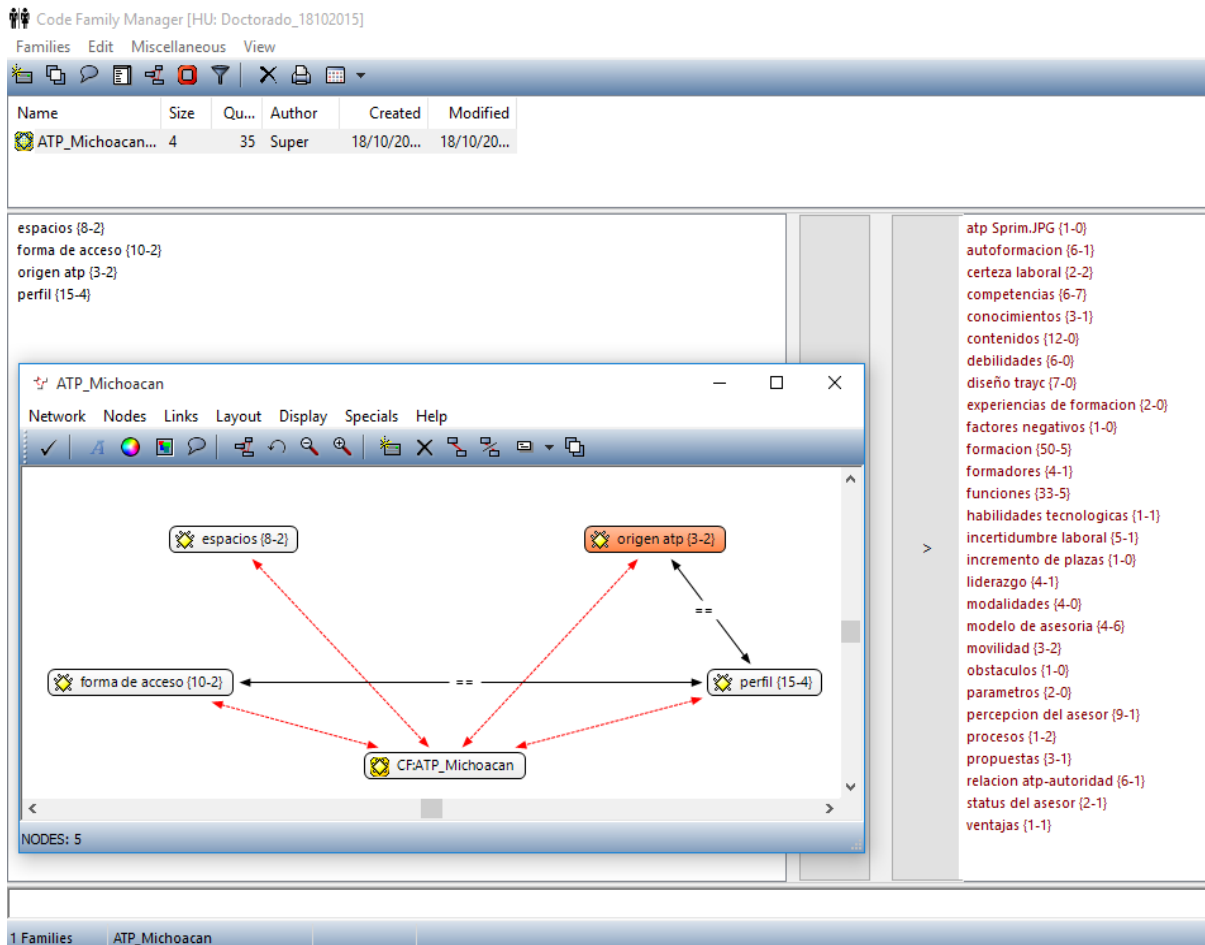 Code Family Manager [HU: Doctorado_18102015]
Families Edit Miscellaneous View
Name Size Qu... Author Created Modified
ATP_Michoacan... 4 35 Super 18/10/20... 18/10/20...
espacios {8-2}
forma de acceso {10-2}
origen atp {3-2}
perfil {15-4}
ATP_Michoacan
Network Nodes Links Layout Display Specials Help
A
espacios {8-2} origen atp {3-2}
==
forma de acceso {10-2} == perfil {15-4}
CF:ATP_Michoacan
NODES: 5
>
atp Sprim.JPG {1-0}
autoformacion {6-1}
certeza laboral {2-2}
competencias {6-7}
conocimientos {3-1}
contenidos {12-0}
debilidades {6-0}
diseño trayc {7-0}
experiencias de formacion {2-0}
factores negativos {1-0}
formacion {50-5}
formadores {4-1}
funciones {33-5}
habilidades tecnologicas {1-1}
incertidumbre laboral {5-1}
incremento de plazas {1-0}
liderazgo {4-1}
modalidades {4-0}
modelo de asesoria {4-6}
movilidad {3-2}
obstaculos {1-0}
parametros {2-0}
percepcion del asesor {9-1}
procesos {1-2}
propuestas {3-1}
relacion atp-autoridad {6-1}
status del asesor {2-1}
ventajas {1-1}
1 Families ATP_Michoacan